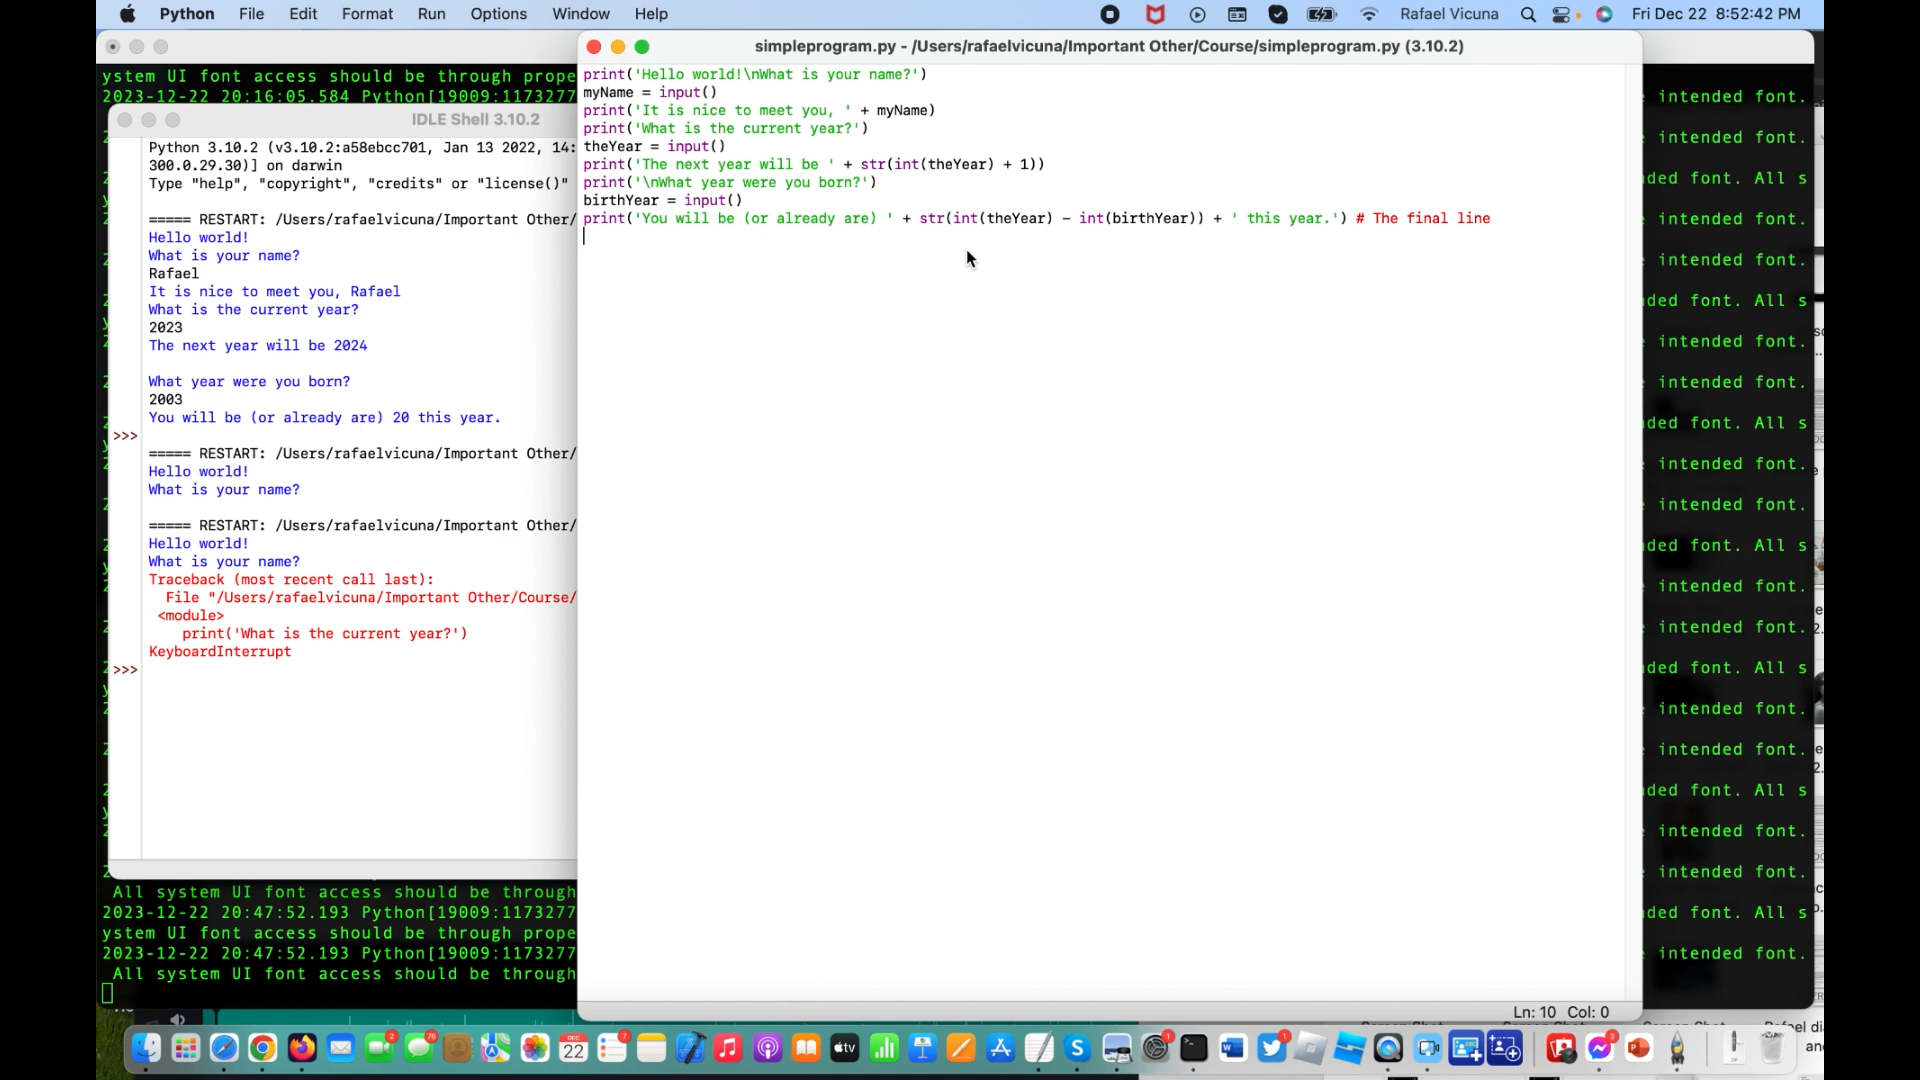 Python File Edit Format Run Options Window Help Rafael Vicuna Fri Dec 22 8:52:42 PM
simpleprogram.py - /Users/rafaelvicuna/Important Other/Course/simpleprogram.py (3.10.2)
print('Hello world!\nWhat is your name?')
myName = input()
print('It is nice to meet you, ' + myName)
print('What is the current year?')
theYear = input()
print('The next year will be ' + str(int(theYear) + 1))
print('\nWhat year were you born?')
birthYear = input()
print('You will be (or already are) ' + str(int(theYear) - int(birthYear)) + ' this year.') # The final line
Ln: 10 Col: 0
ystem UI font access should be through prope
2023-12-22 20:16:05.584 Python[19009:1173277
IDLE Shell 3.10.2
Python 3.10.2 (v3.10.2:a58ebcc701, Jan 13 2022, 14:
300.0.29.30)] on darwin
Type "help", "copyright", "credits" or "license()"
===== RESTART: /Users/rafaelvicuna/Important Other/
Hello world!
What is your name?
Rafael
It is nice to meet you, Rafael
What is the current year?
2023
The next year will be 2024
What year were you born?
2003
You will be (or already are) 20 this year.
>>>
===== RESTART: /Users/rafaelvicuna/Important Other/
Hello world!
What is your name?
===== RESTART: /Users/rafaelvicuna/Important Other/
Hello world!
What is your name?
Traceback (most recent call last):
File "/Users/rafaelvicuna/Important Other/Course/
<module>
print('What is the current year?')
KeyboardInterrupt
>>>
All system UI font access should be through
2023-12-22 20:47:52.193 Python[19009:1173277
ystem UI font access should be through prope
2023-12-22 20:47:52.193 Python[19009:1173277
All system UI font access should be through
intended font.
intended font.
ded font. All s
intended font.
intended font.
ded font. All s
intended font.
intended font.
ded font. All s
intended font.
intended font.
ded font. All s
intended font.
intended font.
ded font. All s
intended font.
intended font.
ded font. All s
intended font.
intended font.
ded font. All s
intended font.
DEC
22
tv